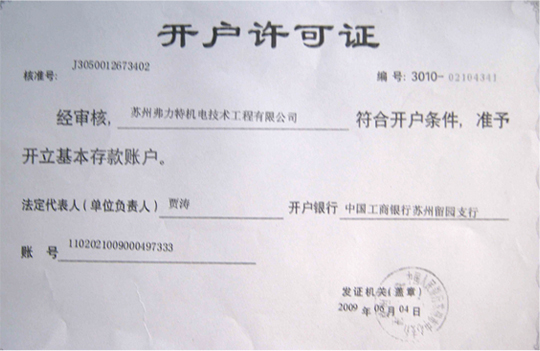 开户许可证
核准号: J3050012673402 编 号: 3010-02104341
经审核, 苏州弗力特机电技术工程有限公司 符合开户条件, 准予
开立基本存款账户。
法定代表人(单位负责人) 贾涛 开户银行 中国工商银行苏州留园支行
账 号 1102021009000497333
发证机关(盖章)
2009 年 06 月 04 日